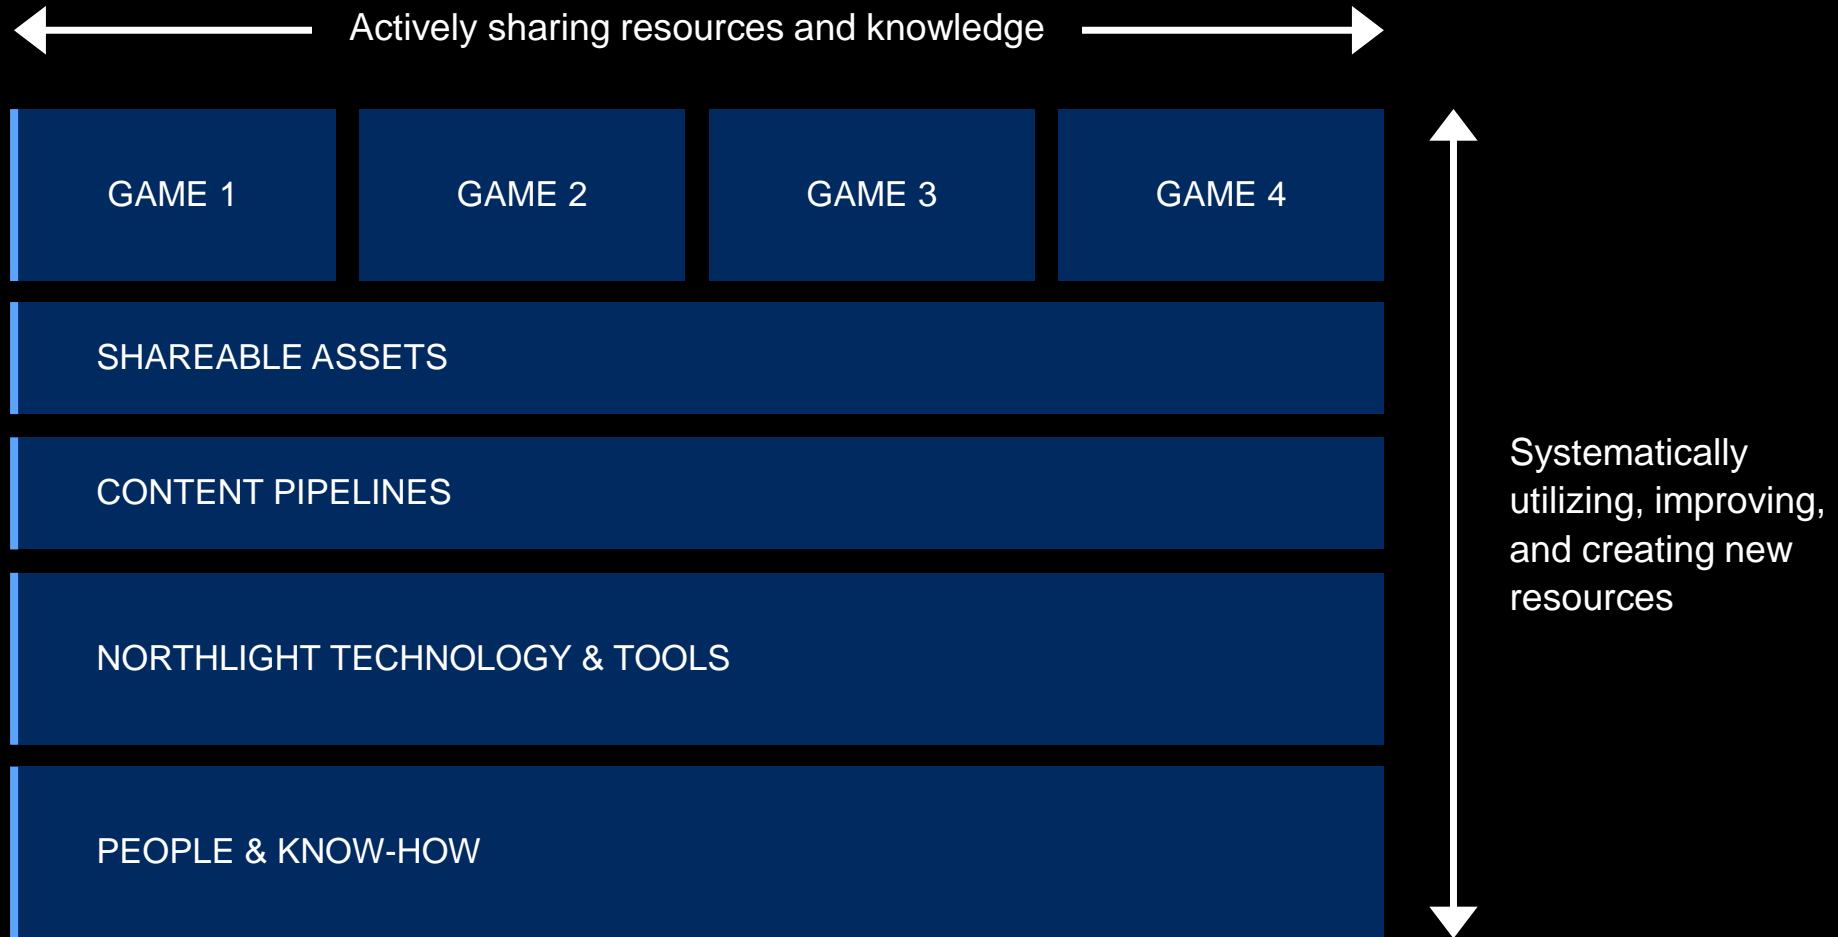 Actively sharing resources and knowledge
GAME 1
GAME 2
GAME 3
GAME 4
SHAREABLE ASSETS
CONTENT PIPELINES
NORTHLIGHT TECHNOLOGY & TOOLS
PEOPLE & KNOW-HOW
Systematically
utilizing, improving,
and creating new
resources